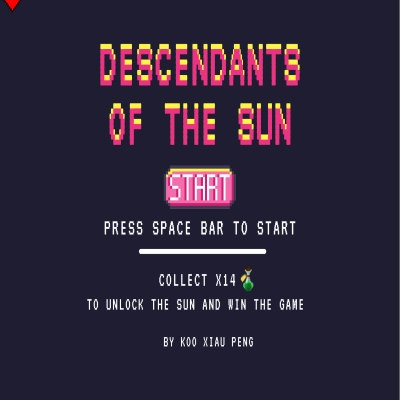 DESCENDANTS
OF THE SUN
START
PRESS SPACE BAR TO START
COLLECT X14
TO UNLOCK THE SUN AND WIN THE GAME
BY KOO XIAU PENG